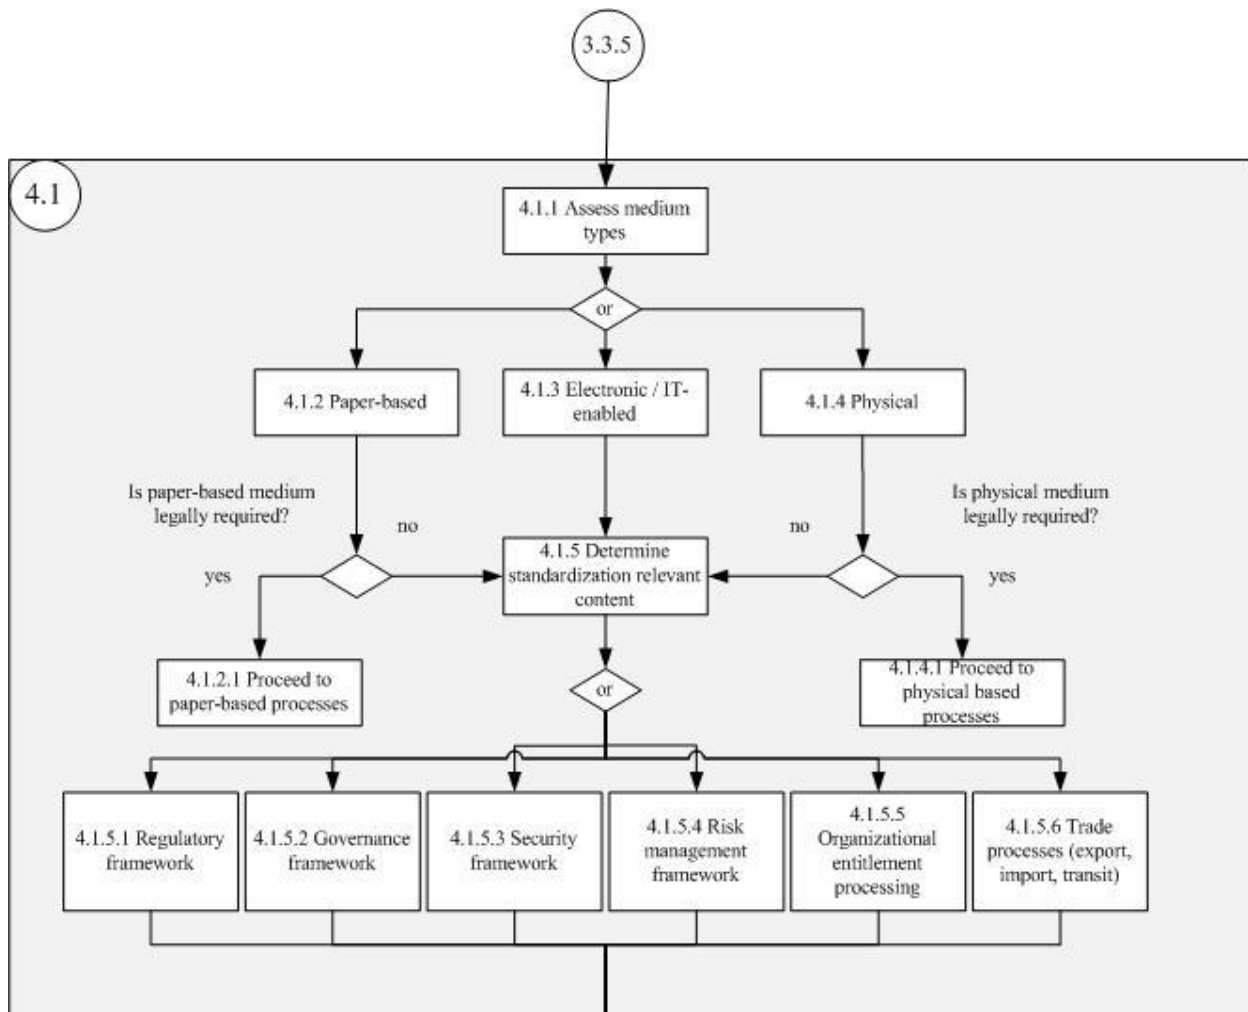 3.3.5
4.1
4.1.1 Assess medium
types
or
4.1.2 Paper-based
4.1.3 Electronic / IT-
enabled
4.1.4 Physical
Is paper-based medium
legally required?
no
yes
Is physical medium
legally required?
no
yes
4.1.5 Determine
standardization relevant
content
4.1.2.1 Proceed to
paper-based processes
or
4.1.4.1 Proceed to
physical based
processes
4.1.5.1 Regulatory
framework
4.1.5.2 Governance
framework
4.1.5.3 Security
framework
4.1.5.4 Risk
management
framework
4.1.5.5
Organizational
entitlement
processing
4.1.5.6 Trade
processes (export,
import, transit)